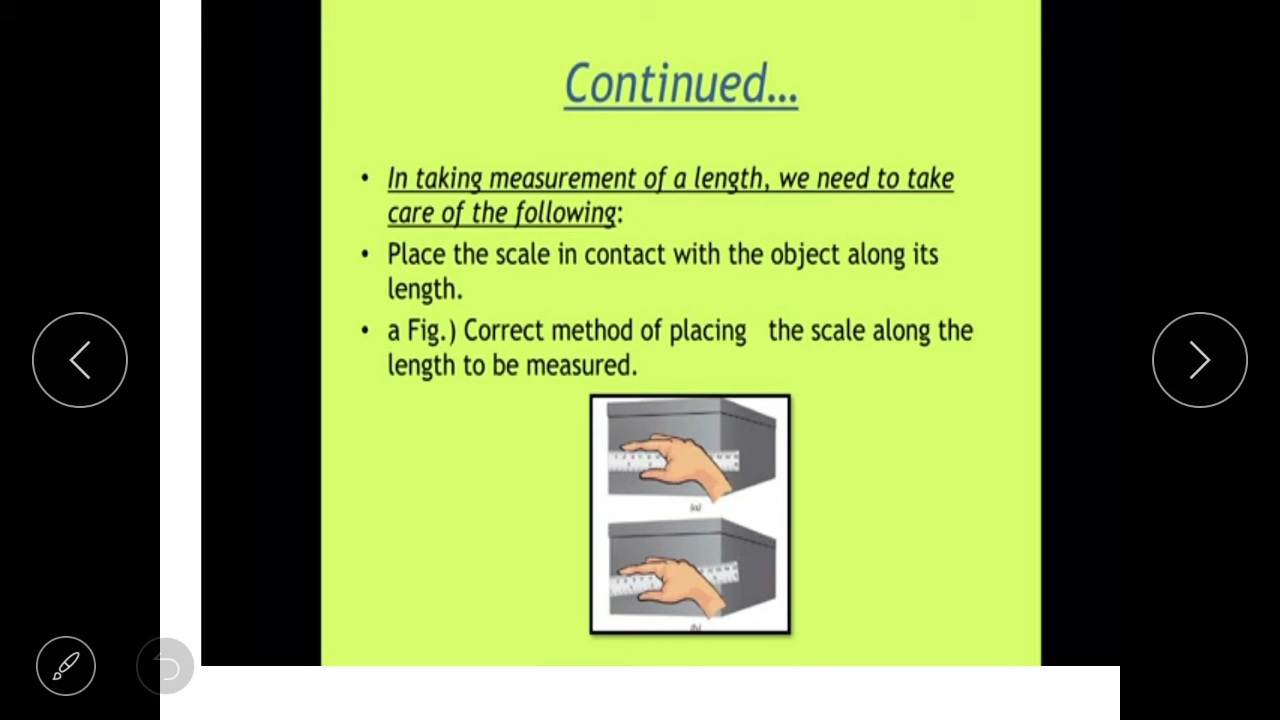 Continued...
• In taking measurement of a length, we need to take
care of the following:
• Place the scale in contact with the object along its
length.
• a Fig.) Correct method of placing the scale along the
length to be measured.
(a)
(b)